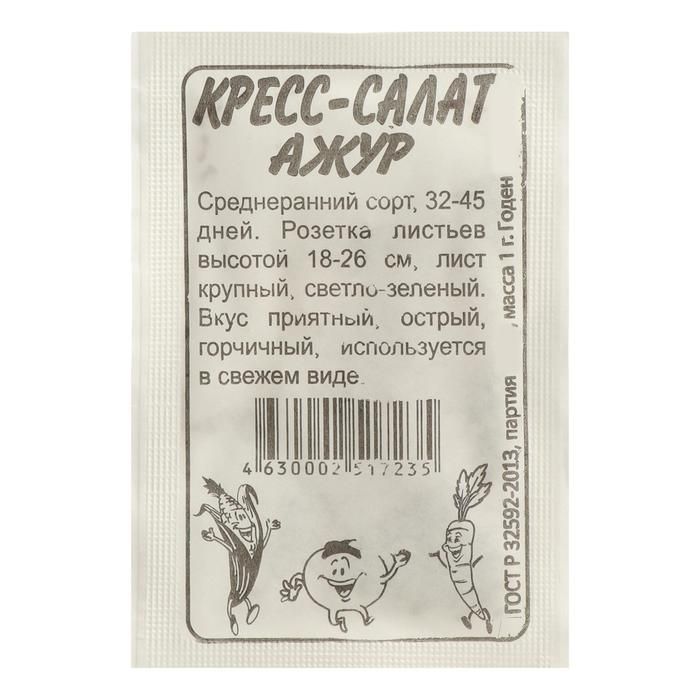 КРЕСС-САЛАТ
АЖУР
Среднеранний сорт, 32-45
дней. Розетка листьев
высотой 18-26 см, лист
крупный, светло-зеленый.
Вкус приятный, острый,
горчичный, используется
в свежем виде.
4 630002 517235
ГОСТ Р 32592-2013, партия , масса 1 г. Годен